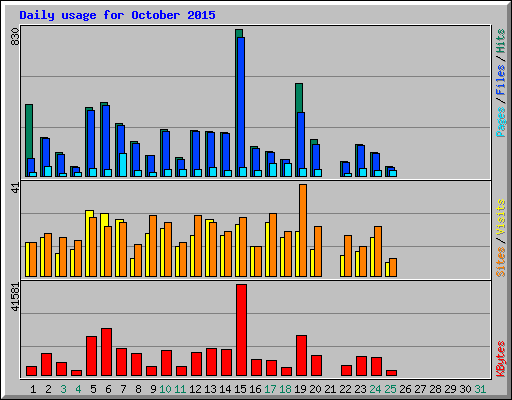 Daily usage for October 2015
830
Pages / Files / Hits
41
Sites / Visits
41581
KBytes
1 2 3 4 5 6 7 8 9 10 11 12 13 14 15 16 17 18 19 20 21 22 23 24 25 26 27 28 29 30 31